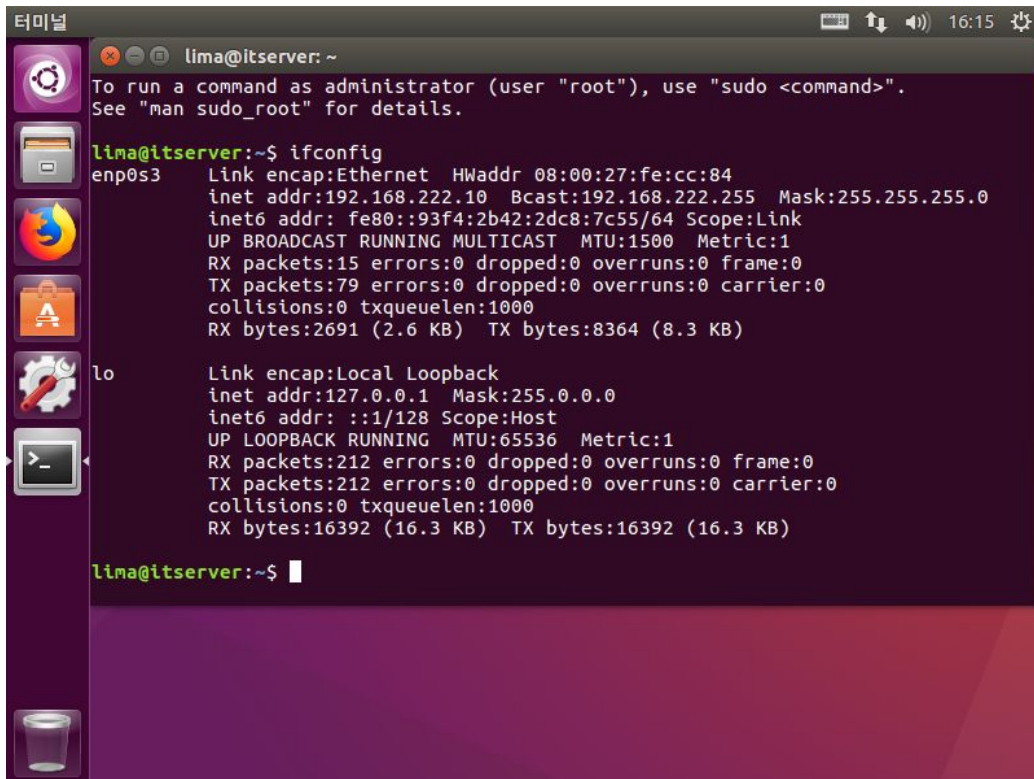 터미널
16:15
lima@itserver: ~
To run a command as administrator (user "root"), use "sudo <command>".
See "man sudo_root" for details.
lima@itserver:~$ ifconfig
enp0s3 Link encap:Ethernet HWaddr 08:00:27:fe:cc:84
inet addr:192.168.222.10 Bcast:192.168.222.255 Mask:255.255.255.0
inet6 addr: fe80::93f4:2b42:2dc8:7c55/64 Scope:Link
UP BROADCAST RUNNING MULTICAST MTU:1500 Metric:1
RX packets:15 errors:0 dropped:0 overruns:0 frame:0
TX packets:79 errors:0 dropped:0 overruns:0 carrier:0
collisions:0 txqueuelen:1000
RX bytes:2691 (2.6 KB) TX bytes:8364 (8.3 KB)
lo Link encap:Local Loopback
inet addr:127.0.0.1 Mask:255.0.0.0
inet6 addr: ::1/128 Scope:Host
UP LOOPBACK RUNNING MTU:65536 Metric:1
RX packets:212 errors:0 dropped:0 overruns:0 frame:0
TX packets:212 errors:0 dropped:0 overruns:0 carrier:0
collisions:0 txqueuelen:1000
RX bytes:16392 (16.3 KB) TX bytes:16392 (16.3 KB)
lima@itserver:~$